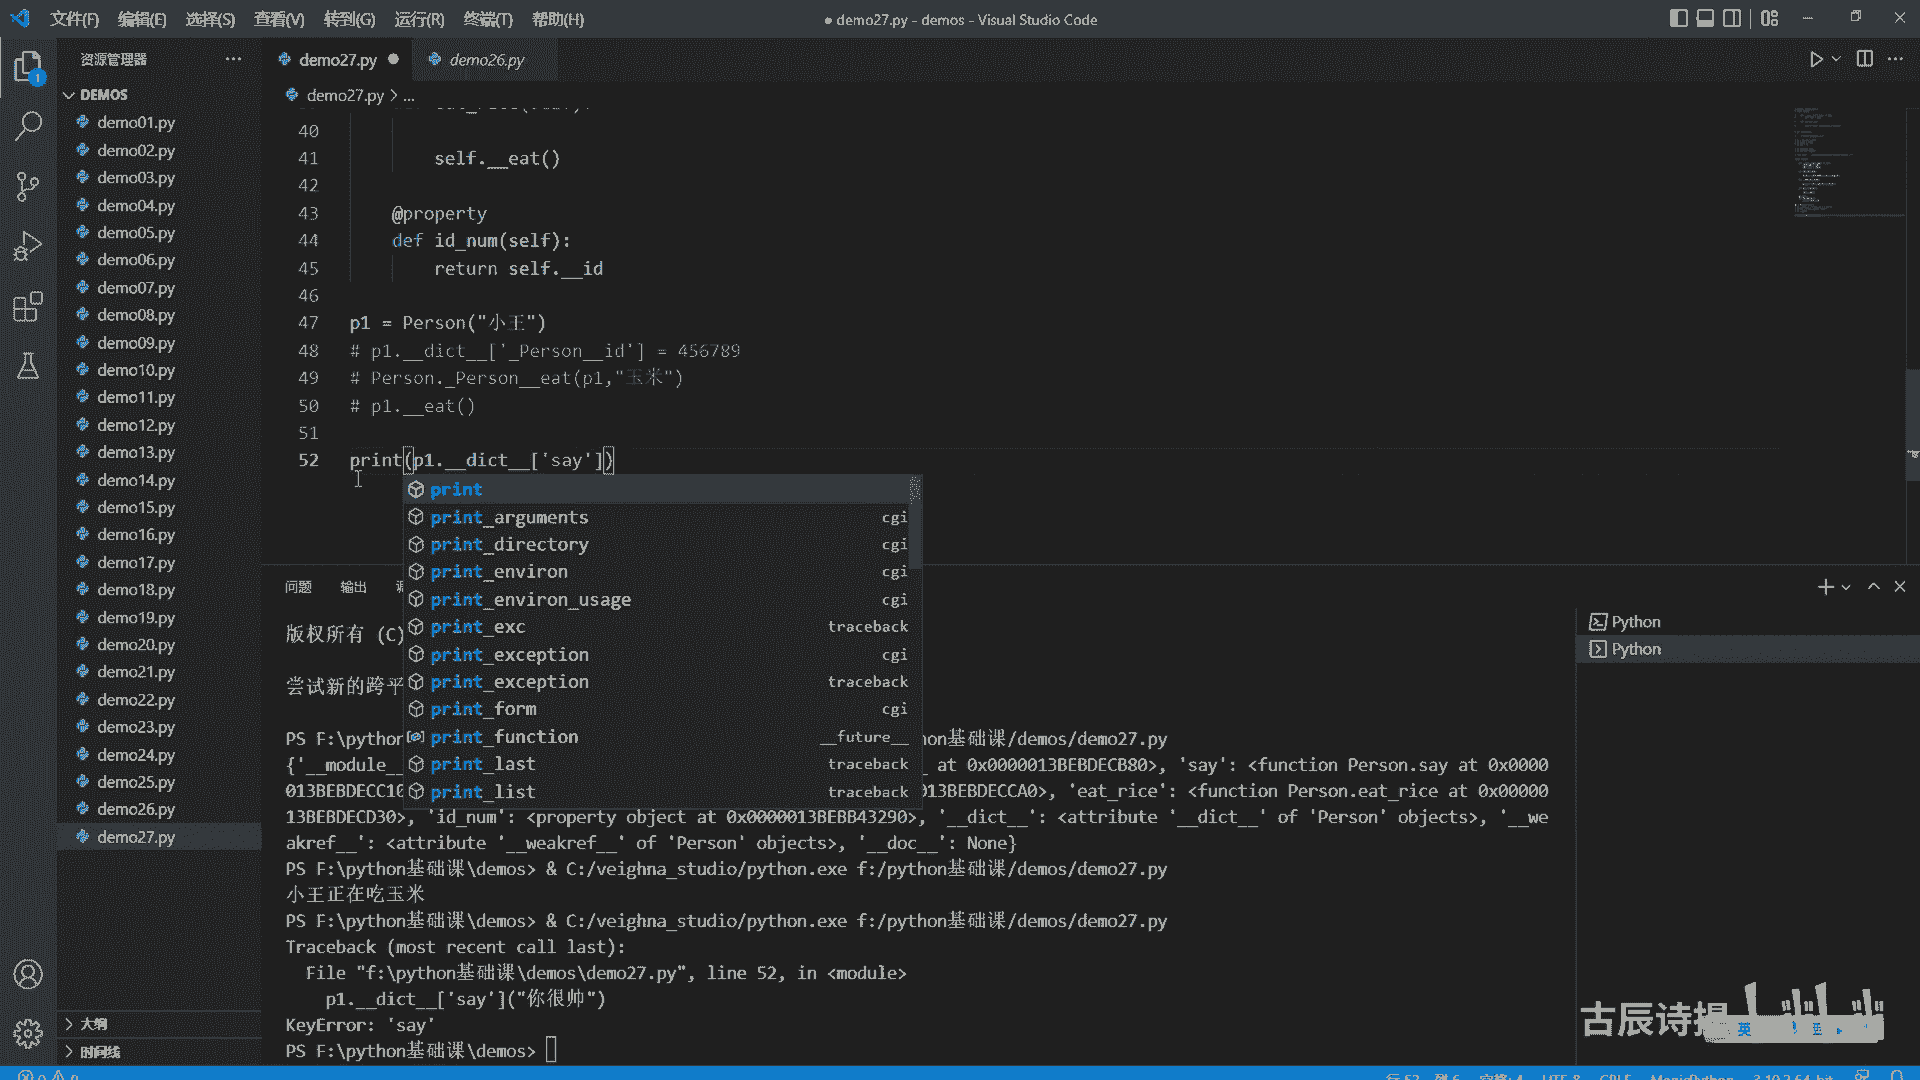 文件(F) 编辑(E) 选择(S) 查看(V) 转到(G) 运行(R) 终端(T) 帮助(H)
● demo27.py - demos - Visual Studio Code
资源管理器
DEMOS
demo01.py
demo02.py
demo03.py
demo04.py
demo05.py
demo06.py
demo07.py
demo08.py
demo09.py
demo10.py
demo11.py
demo12.py
demo13.py
demo14.py
demo15.py
demo16.py
demo17.py
demo18.py
demo19.py
demo20.py
demo21.py
demo22.py
demo23.py
demo24.py
demo25.py
demo26.py
demo27.py
大纲
时间线
demo27.py ● demo26.py
demo27.py > ...
40
41 self.__eat()
42
43 @property
44 def id_num(self):
45 return self.__id
46
47 p1 = Person("小王")
48 # p1.__dict__['_Person__id'] = 456789
49 # Person._Person__eat(p1,"玉米")
50 # p1.__eat()
51
52 print(p1.__dict__['say'])
print
print_arguments cgi
print_directory cgi
print_environ cgi
print_environ_usage cgi
print_exc traceback
print_exception cgi
print_exception traceback
print_form cgi
print_function __future__
print_last traceback
print_list traceback
问题 输出
Python
Python
版权所有 (C)
尝试新的跨平
PS F:\python hon基础课/demos/demo27.py
{'__module__ at 0x0000013BEBDECB80>, 'say': <function Person.say at 0x0000
013BEBDECC10 13BEBDECCA0>, 'eat_rice': <function Person.eat_rice at 0x00000
13BEBDECD30>, 'id_num': <property object at 0x0000013BEBB43290>, '__dict__': <attribute '__dict__' of 'Person' objects>, '__we
akref__': <attribute '__weakref__' of 'Person' objects>, '__doc__': None}
PS F:\python基础课\demos> & C:/veighna_studio/python.exe f:/python基础课/demos/demo27.py
小王正在吃玉米
PS F:\python基础课\demos> & C:/veighna_studio/python.exe f:/python基础课/demos/demo27.py
Traceback (most recent call last):
File "f:\python基础课\demos\demo27.py", line 52, in <module>
p1.__dict__['say']("你很帅")
KeyError: 'say'
PS F:\python基础课\demos>
古辰诗
英